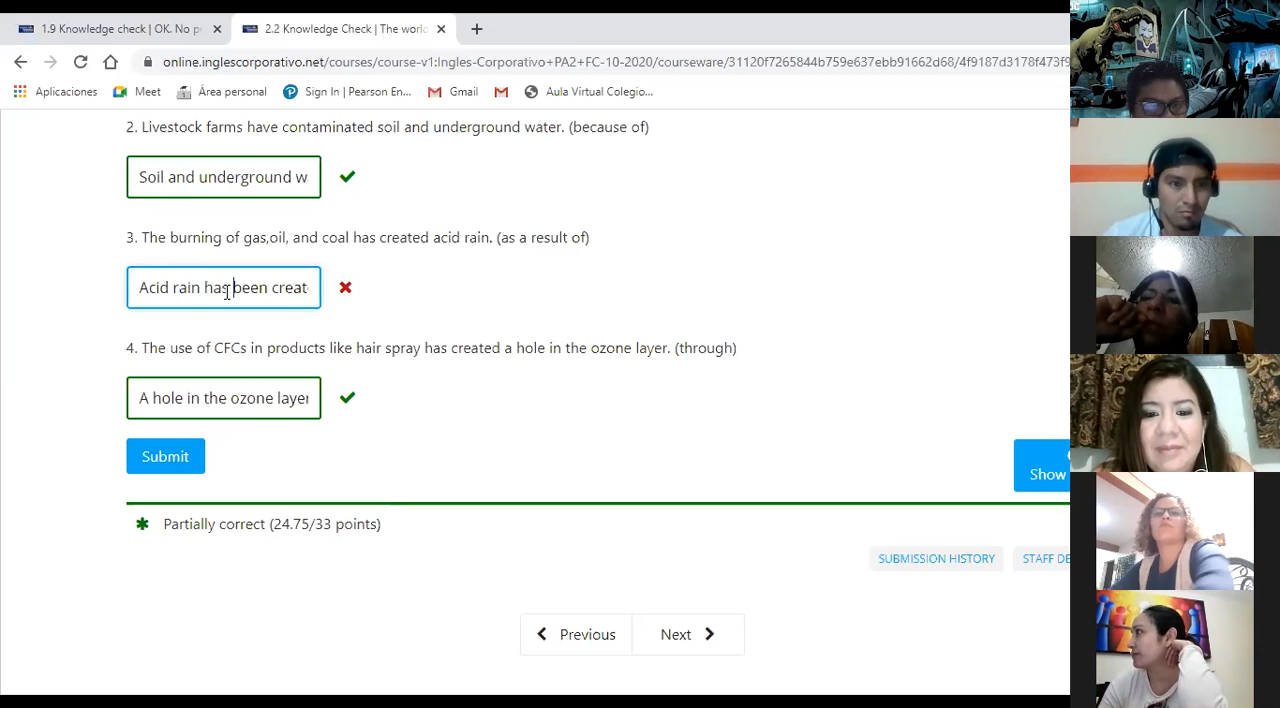 1.9 Knowledge check | OK. No p
2.2 Knowledge Check | The world
online.inglescorporativo.net/courses/course-v1:Ingles-Corporativo+PA2+FC-10-2020/courseware/31120f7265844b759e637ebb91662d68/4f9187d3178f473f9
Aplicaciones Meet Área personal Sign In | Pearson En... Gmail Aula Virtual Colegio...
2. Livestock farms have contaminated soil and underground water. (because of)
Soil and underground w
3. The burning of gas,oil, and coal has created acid rain. (as a result of)
Acid rain has been creat
4. The use of CFCs in products like hair spray has created a hole in the ozone layer. (through)
A hole in the ozone layer
Submit
Show
Partially correct (24.75/33 points)
SUBMISSION HISTORY STAFF DE
Previous Next